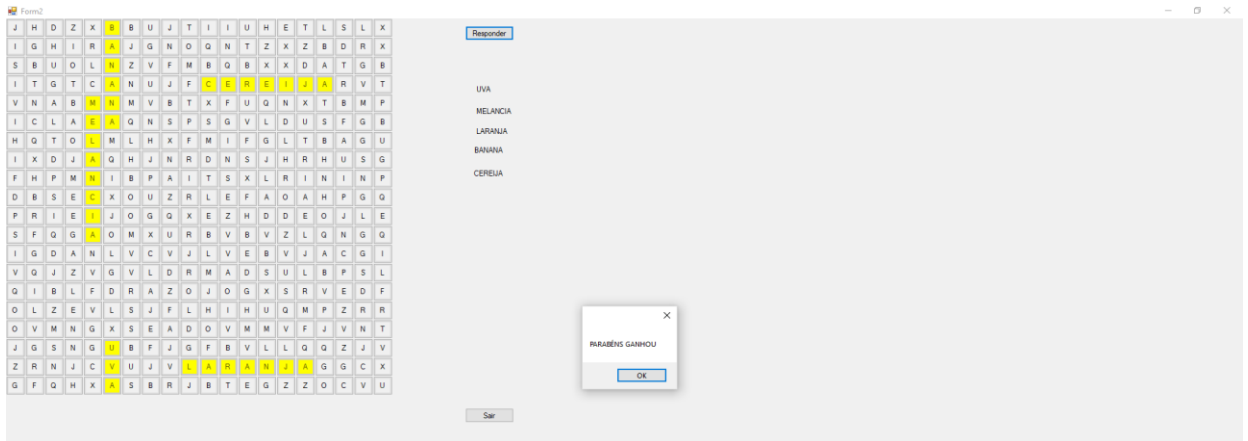 Form2
J H D Z X B B U J T I I U H E T L S L X
I G H I R A J G N O Q N T Z X Z B D R X
S B U O L N Z V F M B Q B X X D A T G B
I T G T C A N U J F C E R E I J A R V T
V N A B M N M V B T X F U Q N X T B M P
I C L A E A Q N S P S G V L D U S F G B
H Q T O L M L H X F M I F G L T B A G U
I X D J A Q H J N R D N S J H R H U S G
F H P M N I B P A I T S X L R I N I N P
D B S E C X O U Z R L E F A O A H P G Q
P R I E I J O G Q X E Z H D D E O J L E
S F Q G A O M X U R B V B V Z L Q N G Q
I G D A N L V C V J L V E B V J A C G I
V Q J Z V G V L D R M A D S U L B P S L
Q I B L F D R A Z O J O G X S R V E D F
O L Z E V L S J F L H I H U Q M P Z R R
O V M N G X S E A D O V M M V F J V N T
J G S N G U B F J G F B V L L Q Q Z J V
Z R N J C V U J V L A R A N J A G G C X
G F Q H X A S B R J B T E G Z Z O C V U
Responder
UVA
MELANCIA
LARANJA
BANANA
CEREIJA
PARABÉNS GANHOU
OK
Sair